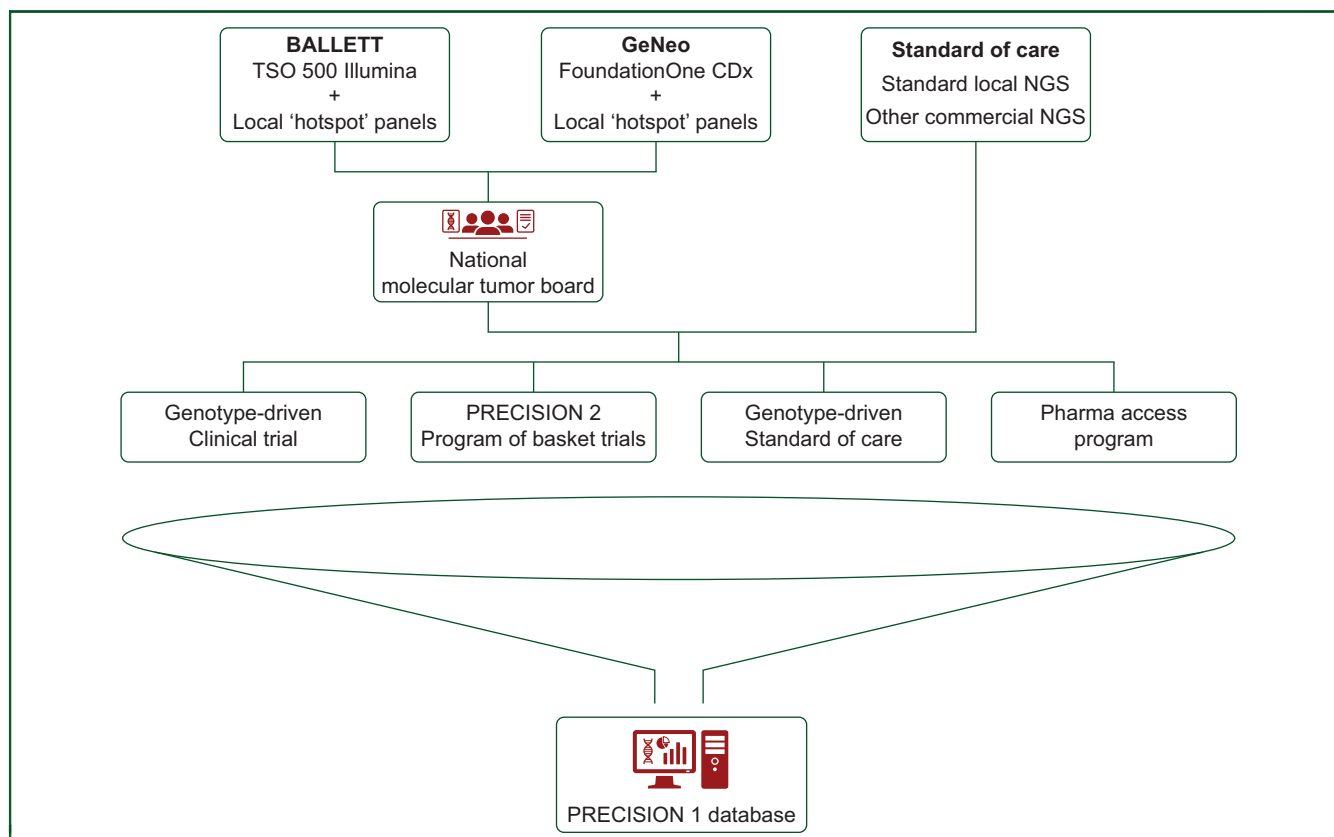 BALLETT
TSO 500 Illumina
+
Local ‘hotspot’ panels
GeNeo
FoundationOne CDx
+
Local ‘hotspot’ panels
Standard of care
Standard local NGS
Other commercial NGS
National
molecular tumor board
Genotype-driven
Clinical trial
PRECISION 2
Program of basket trials
Genotype-driven
Standard of care
Pharma access
program
PRECISION 1 database